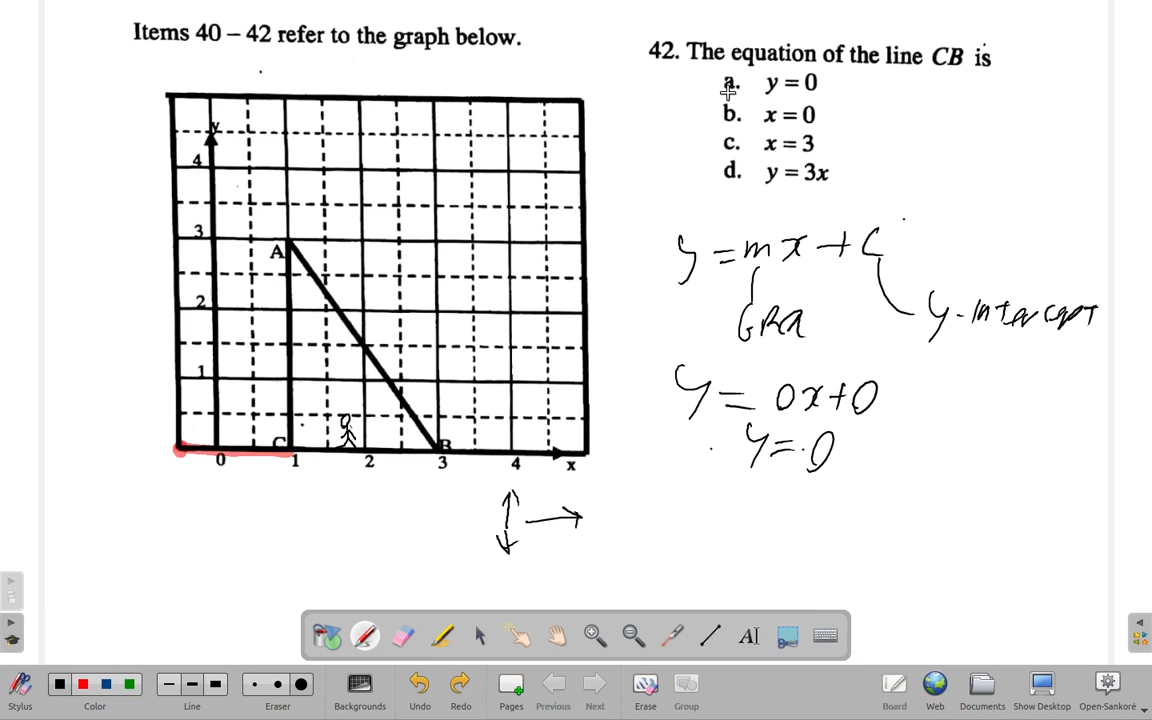 Items 40 – 42 refer to the graph below.
42. The equation of the line CB is
a. y = 0
b. x = 0
c. x = 3
d. y = 3x
y
4
3
A
2
1
C
B
0 1 2 3 4 x
y = mx + C
y-intercept
y = 0x + 0
y = 0
Stylus
Color
Line
Eraser
Backgrounds
Undo
Redo
Pages
Previous
Next
Erase
Group
Board
Web
Documents
Show Desktop
Open-Sankoré